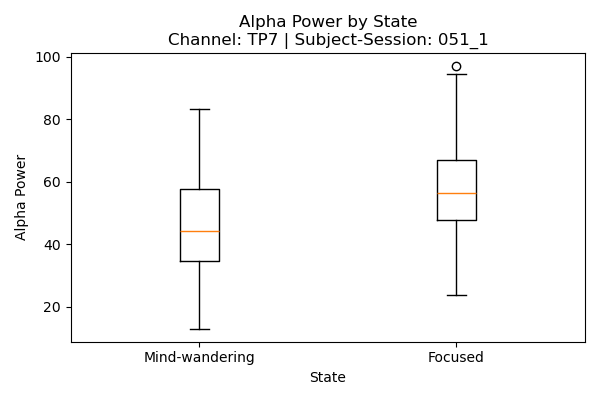 Alpha Power by State
Channel: TP7 | Subject-Session: 051_1
100
80
60
40
20
Alpha Power
Mind-wandering
Focused
State